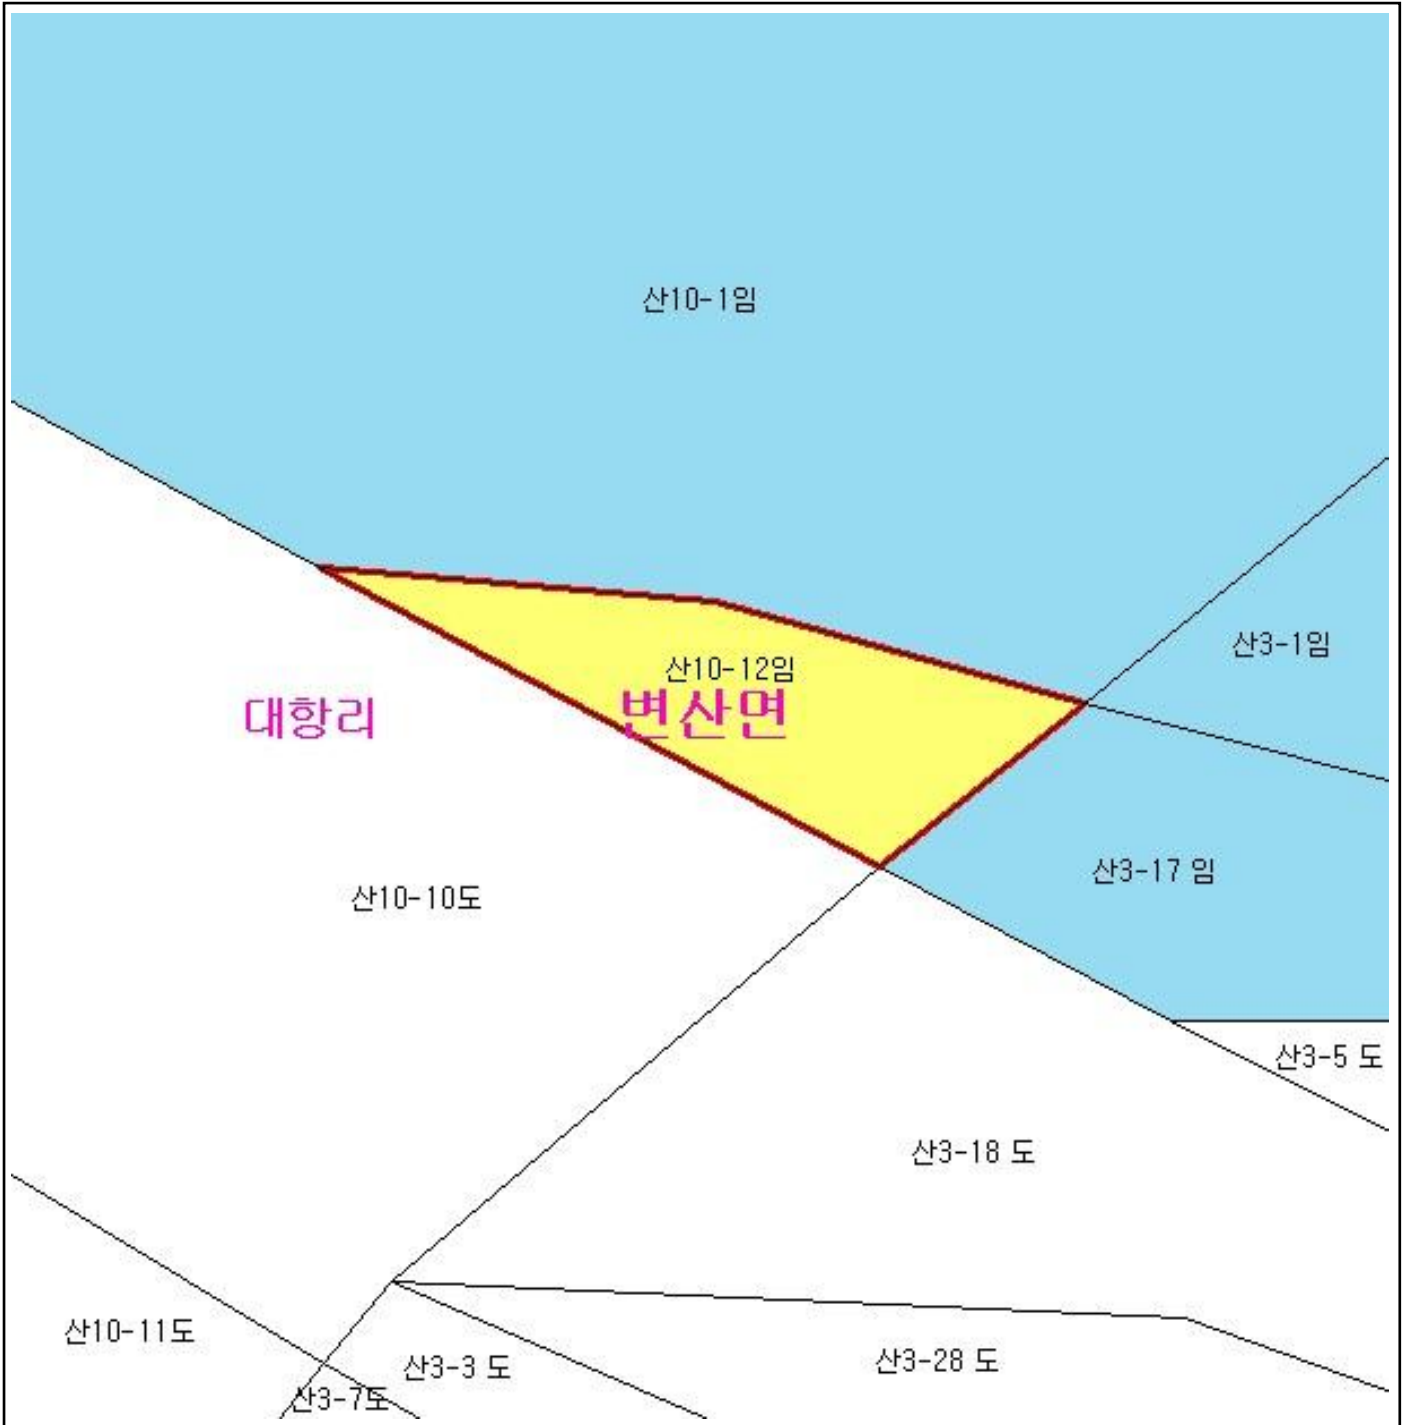 산10-1임
산3-1임
산10-12임
변산면
대항리
산3-17 임
산10-10도
산3-5 도
산3-18 도
산10-11도
산3-28 도
산3-3 도
산3-7도